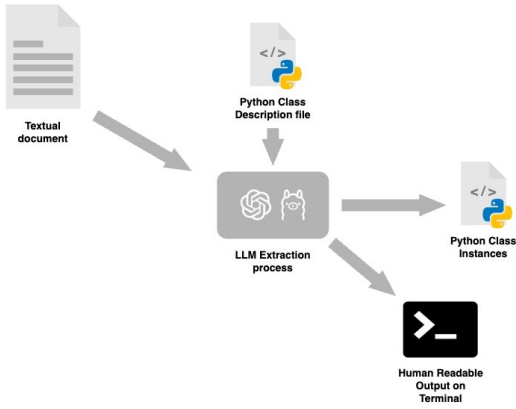 </>
Python Class
Description file
Textual
document
</>
LLM Extraction
process
Python Class
Instances
>_
Human Readable
Output on
Terminal